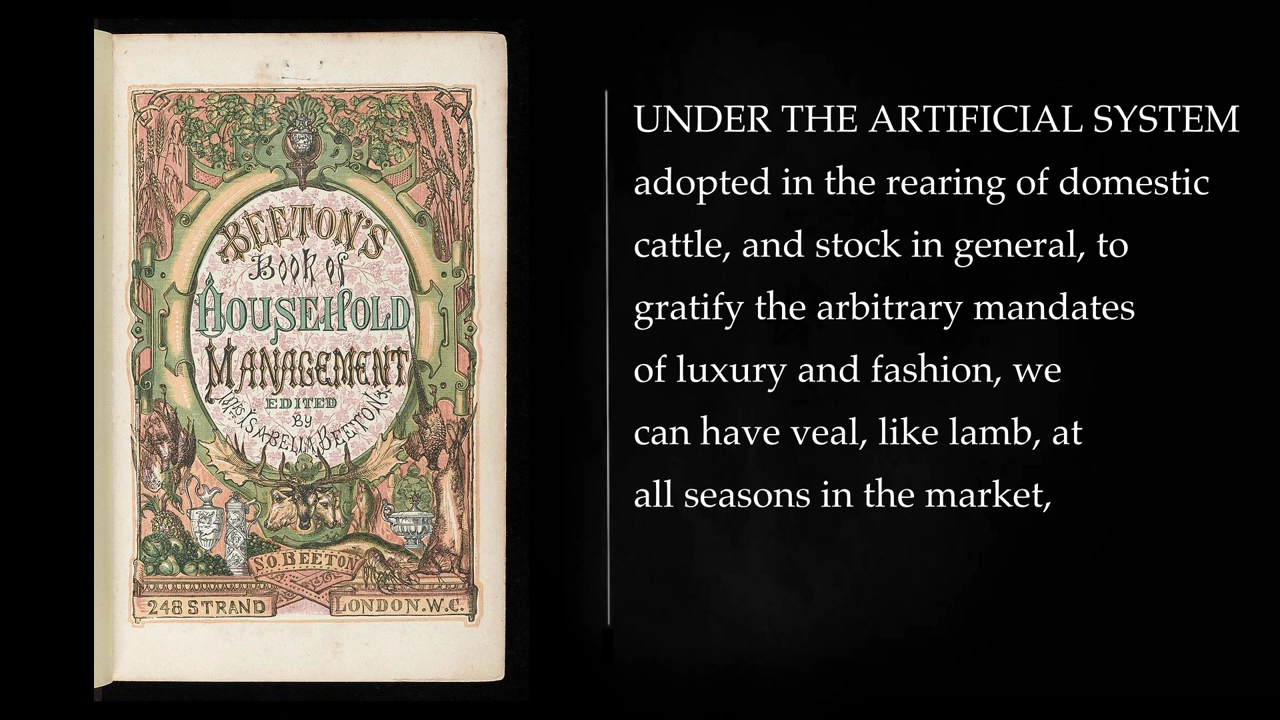 BEETON'S
Book of
HOUSEHOLD
MANAGEMENT
EDITED
By
MRS ISABELLA BEETON
S.O. BEETON
248 STRAND
LONDON. W.C.
UNDER THE ARTIFICIAL SYSTEM
adopted in the rearing of domestic
cattle, and stock in general, to
gratify the arbitrary mandates
of luxury and fashion, we
can have veal, like lamb, at
all seasons in the market,